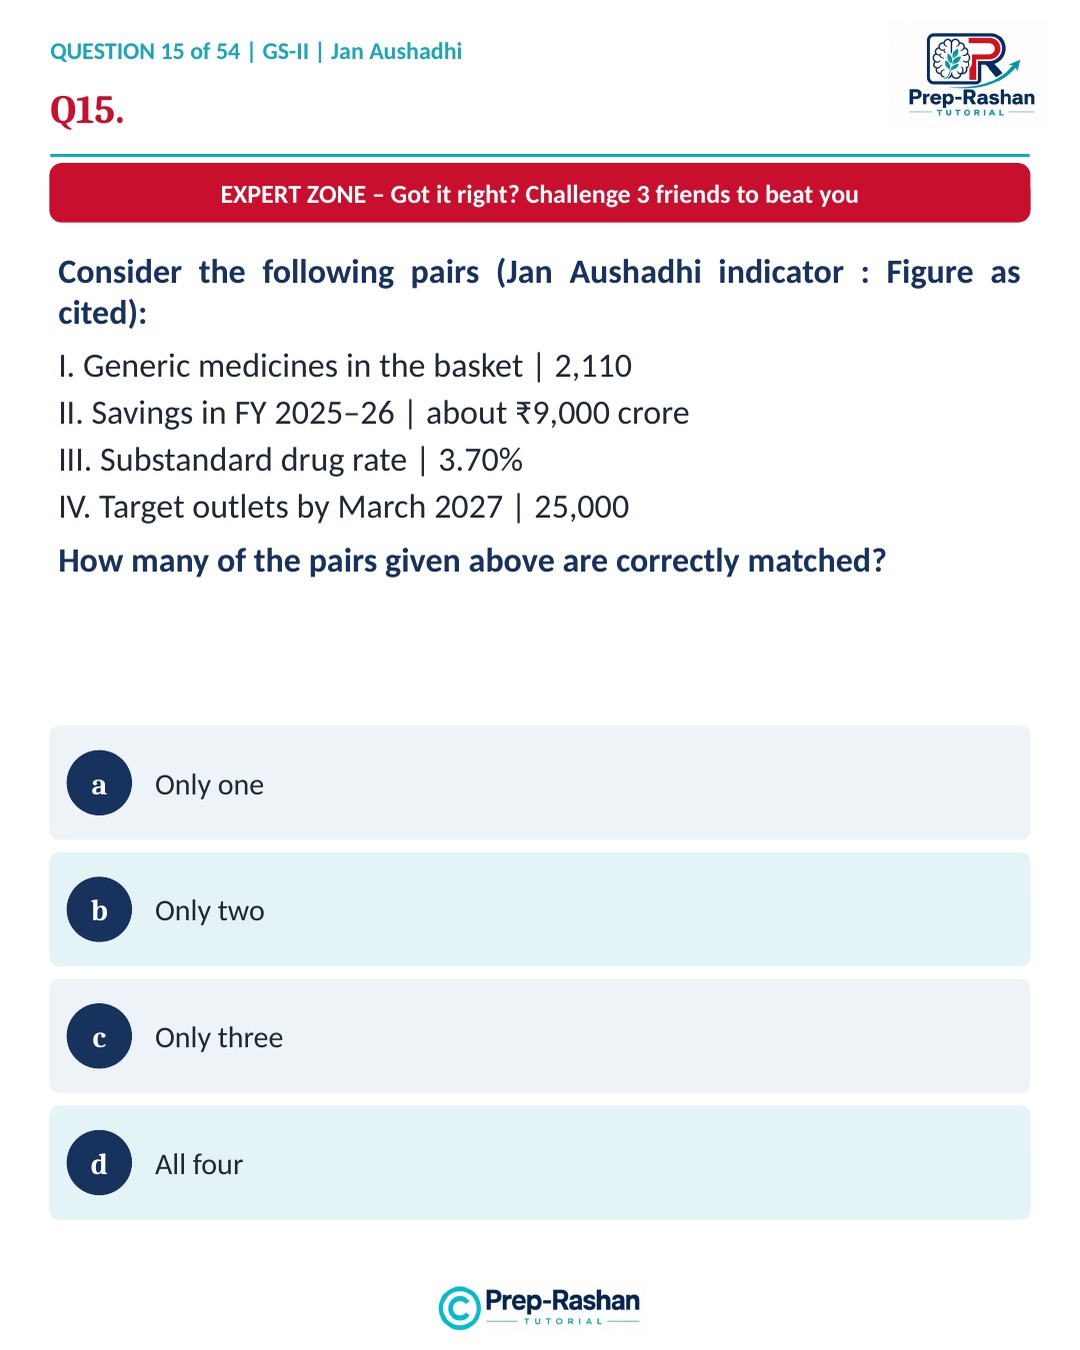 QUESTION 15 of 54 | GS-II | Jan Aushadhi
Q15.
Prep-Rashan
TUTORIAL
EXPERT ZONE – Got it right? Challenge 3 friends to beat you
Consider the following pairs (Jan Aushadhi indicator : Figure as
cited):
I. Generic medicines in the basket | 2,110
II. Savings in FY 2025–26 | about ₹9,000 crore
III. Substandard drug rate | 3.70%
IV. Target outlets by March 2027 | 25,000
How many of the pairs given above are correctly matched?
a Only one
b Only two
c Only three
d All four
© Prep-Rashan
TUTORIAL